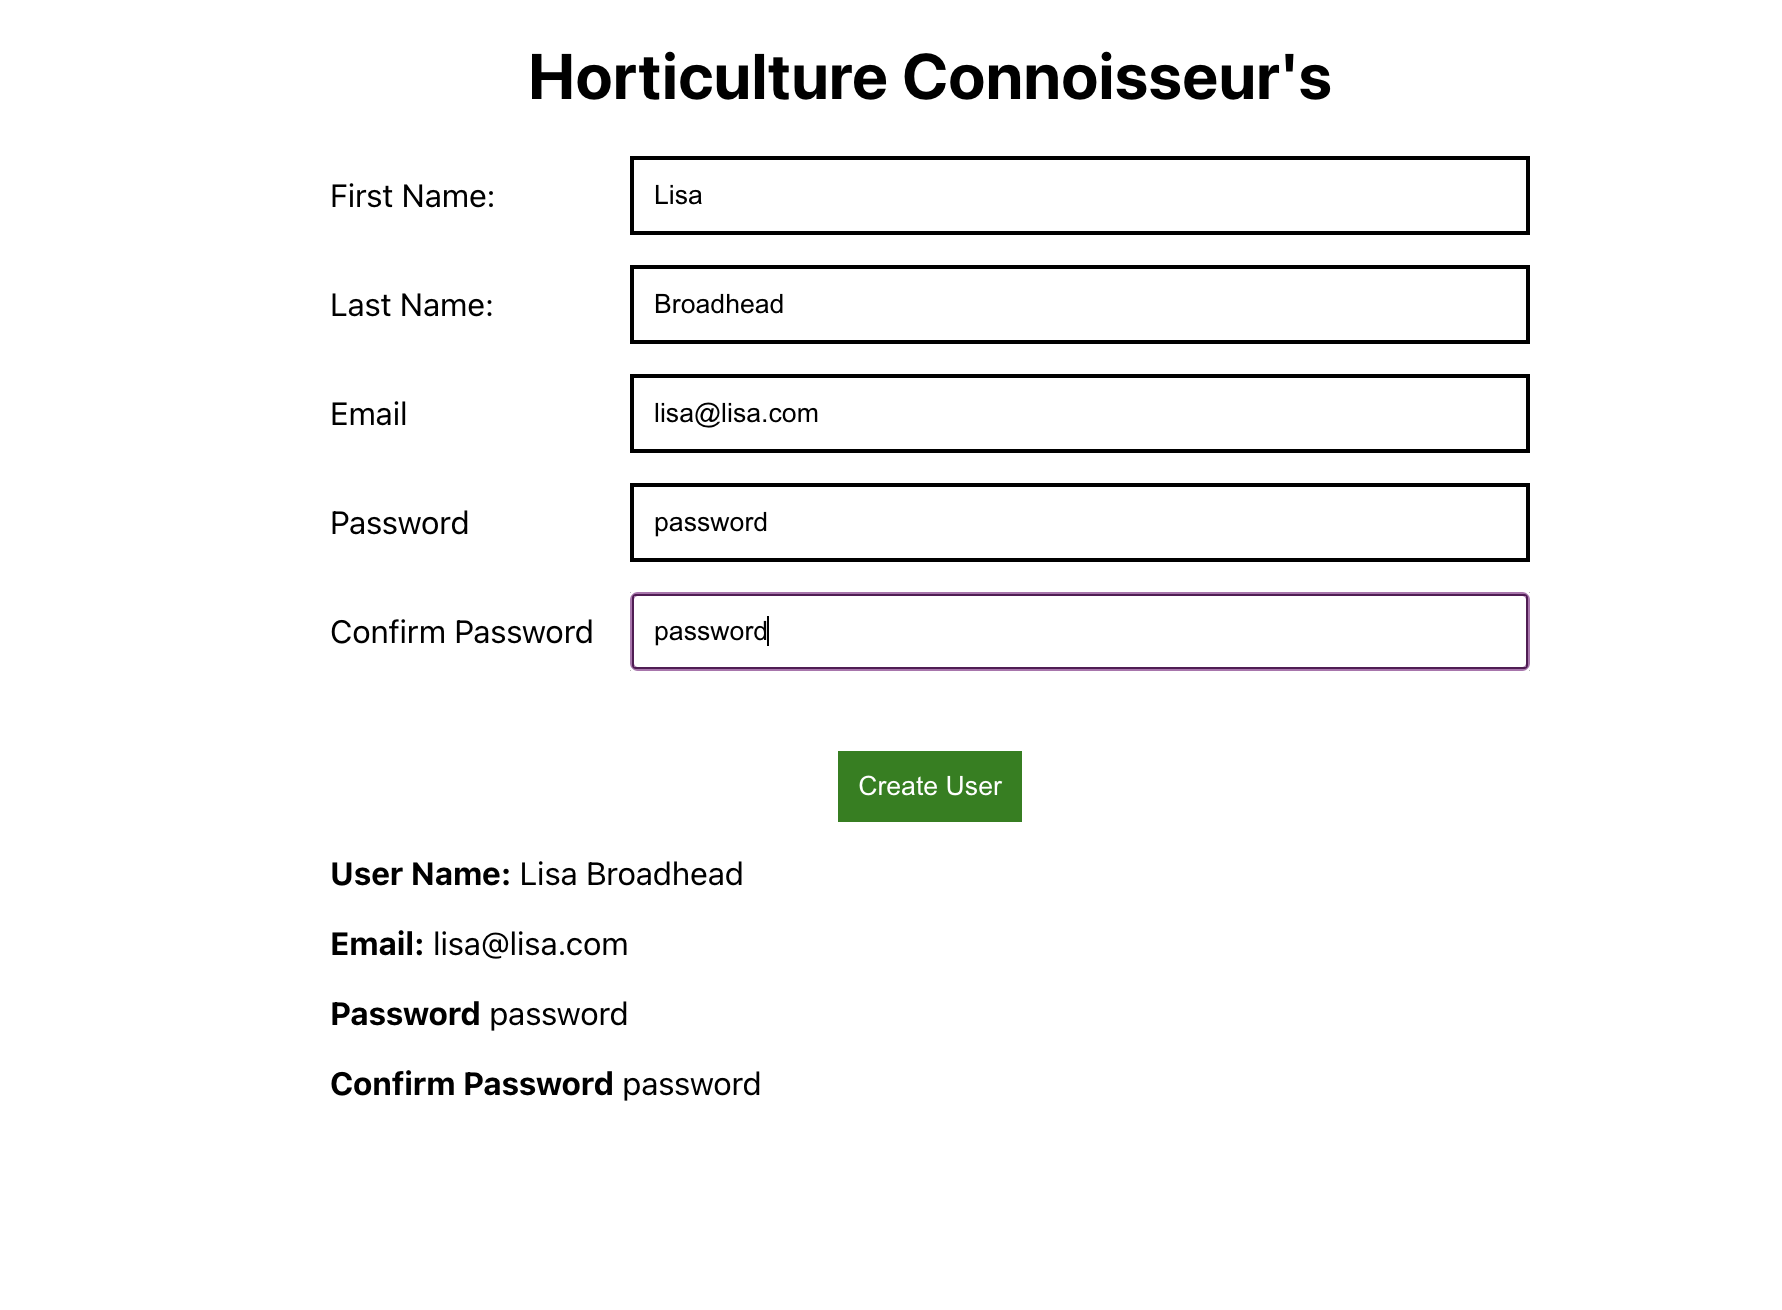 Horticulture Connoisseur's
First Name: Lisa
Last Name: Broadhead
Email lisa@lisa.com
Password password
Confirm Password password
Create User
User Name: Lisa Broadhead
Email: lisa@lisa.com
Password password
Confirm Password password